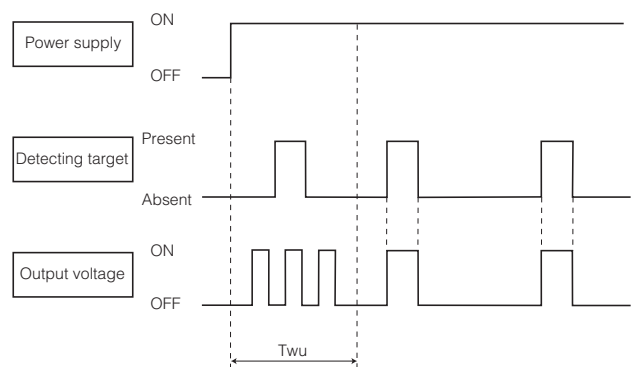 ON
Power supply
OFF
Present
Detecting target
Absent
ON
Output voltage
OFF
Twu